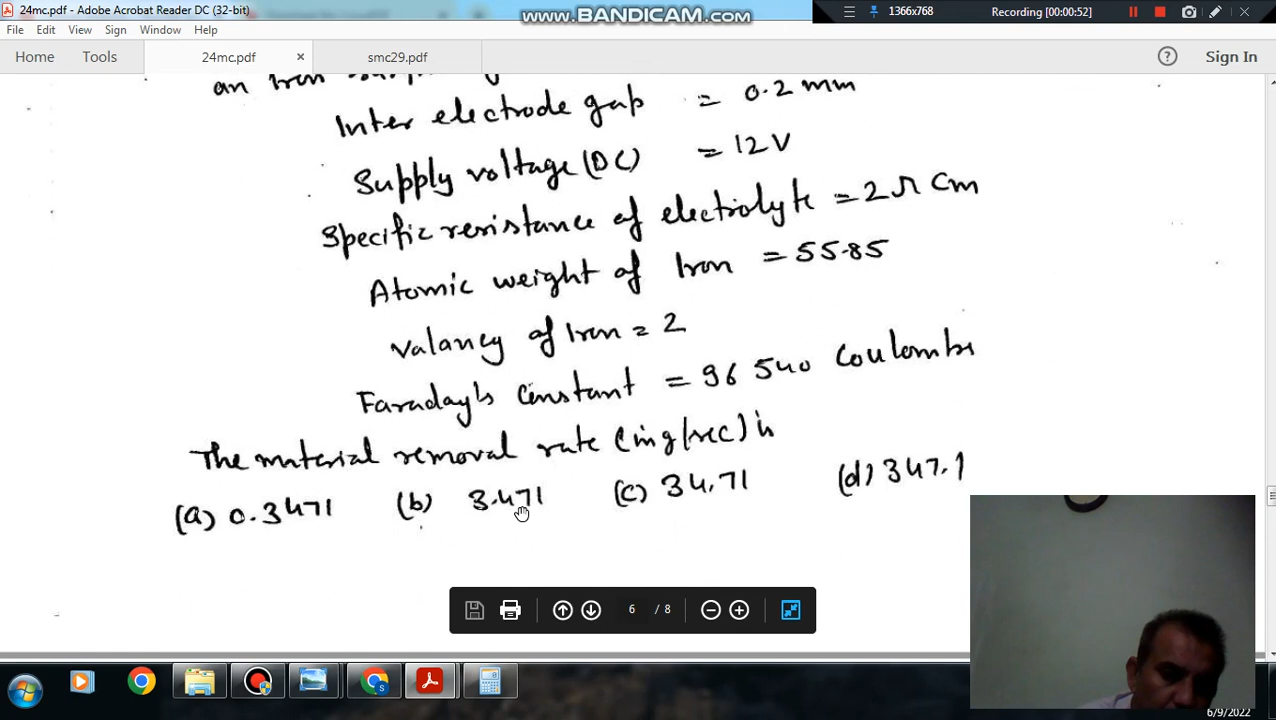 24mc.pdf - Adobe Acrobat Reader DC (32-bit)
www.BANDICAM.com
1366x768
Recording [00:00:52]
File Edit View Sign Window Help
Home Tools 24mc.pdf smc29.pdf Sign In
an Iron
Inter electrode gap = 0.2 mm
Supply voltage (DC) = 12 V
Specific resistance of electrolyte = 2 Ω Cm
Atomic weight of Iron = 55.85
Valancy of Iron = 2
Faraday's Constant = 96 540 Coulombs
The material removal rate (in g/sec) is
(a) 0.3471 (b) 3.471 (c) 34.71 (d) 347.1
6 / 8
6/9/2022